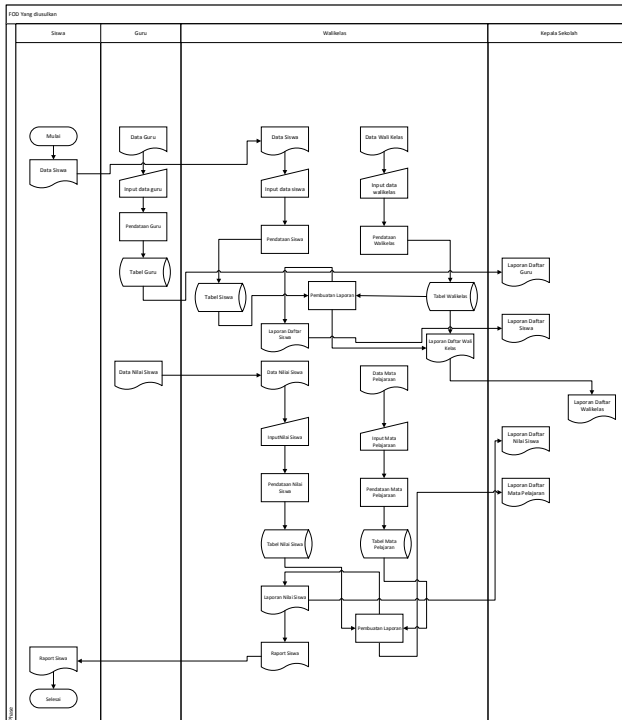 FOD Yang diusulkan
Siswa
Guru
Walikelas
Kepala Sekolah
Mulai
Data Guru
Data Siswa
Data Wali Kelas
Data Siswa
Input data guru
Input data siswa
Input data
walikelas
Pendataan Guru
Pendataan Siswa
Pendataan
Walikelas
Tabel Guru
Laporan Daftar
Guru
Tabel Siswa
Pembuatan Laporan
Tabel Walikelas
Laporan Daftar
Siswa
Laporan Daftar
Siswa
Laporan Daftar Wali
Kelas
Data Nilai Siswa
Data Nilai Siswa
Data Mata
Pelajaraan
Laporan Daftar
Walikelas
InputNilai Siswa
Input Mata
Pelajaraan
Laporan Daftar
Nilai Siswa
Pendataan Nilai
Siswa
Pendataan Mata
Pelajaraan
Laporan Daftar
Mata Pelajaran
Tabel Nilai Siswa
Tabel Mata
Pelajaran
Laporan Nilai Siswa
Pembuatan Laporan
Raport Siswa
Raport Siswa
Selesai
Phase